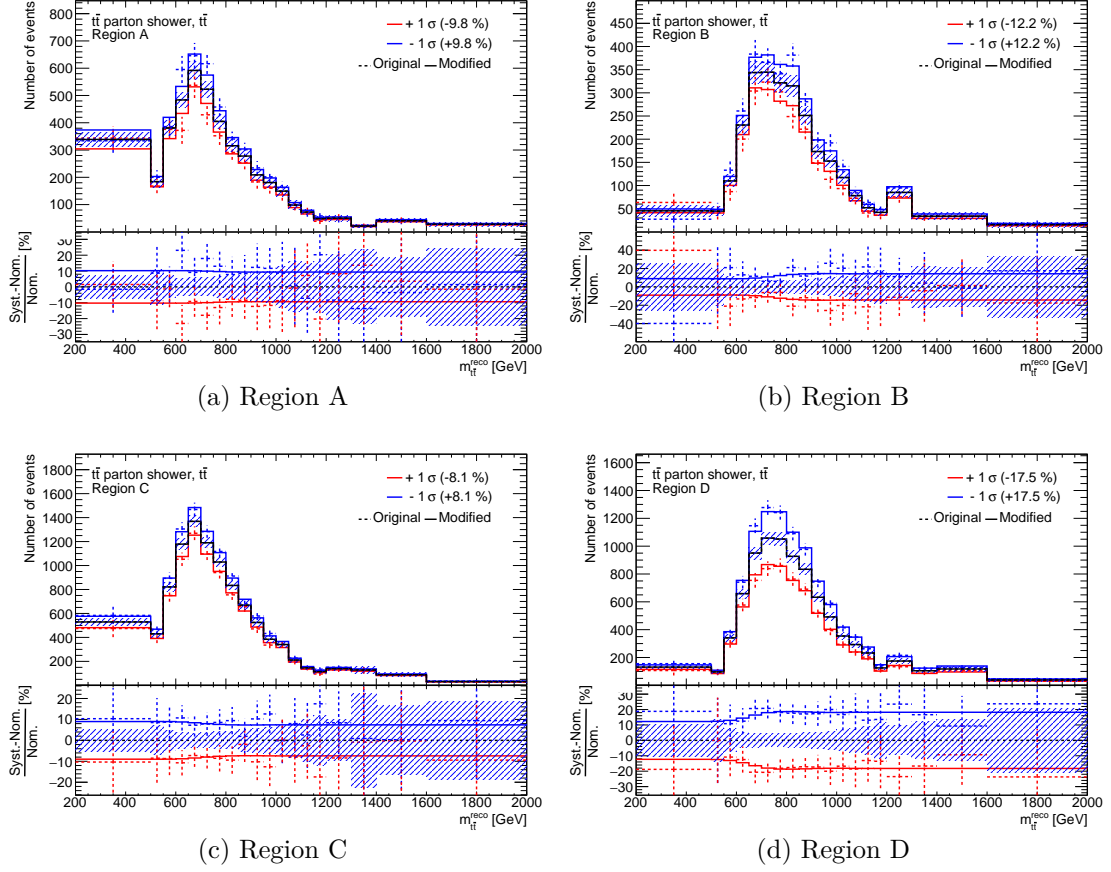 Number of events
tt̄ parton shower, tt̄
Region A
+ 1 σ (-9.8 %)
- 1 σ (+9.8 %)
Original Modified
800
700
600
500
400
300
200
100
Syst.-Nom.
Nom.
[%]
30
20
10
0
−10
−20
−30
200 400 600 800 1000 1200 1400 1600 1800 2000
m_tt̄^reco [GeV]
(a) Region A
Number of events
tt̄ parton shower, tt̄
Region B
+ 1 σ (-12.2 %)
- 1 σ (+12.2 %)
Original Modified
450
400
350
300
250
200
150
100
50
Syst.-Nom.
Nom.
[%]
40
20
0
−20
−40
200 400 600 800 1000 1200 1400 1600 1800 2000
m_tt̄^reco [GeV]
(b) Region B
Number of events
tt̄ parton shower, tt̄
Region C
+ 1 σ (-8.1 %)
- 1 σ (+8.1 %)
Original Modified
1800
1600
1400
1200
1000
800
600
400
200
Syst.-Nom.
Nom.
[%]
20
10
0
−10
−20
200 400 600 800 1000 1200 1400 1600 1800 2000
m_tt̄^reco [GeV]
(c) Region C
Number of events
tt̄ parton shower, tt̄
Region D
+ 1 σ (-17.5 %)
- 1 σ (+17.5 %)
Original Modified
1600
1400
1200
1000
800
600
400
200
Syst.-Nom.
Nom.
[%]
30
20
10
0
−10
−20
−30
200 400 600 800 1000 1200 1400 1600 1800 2000
m_tt̄^reco [GeV]
(d) Region D